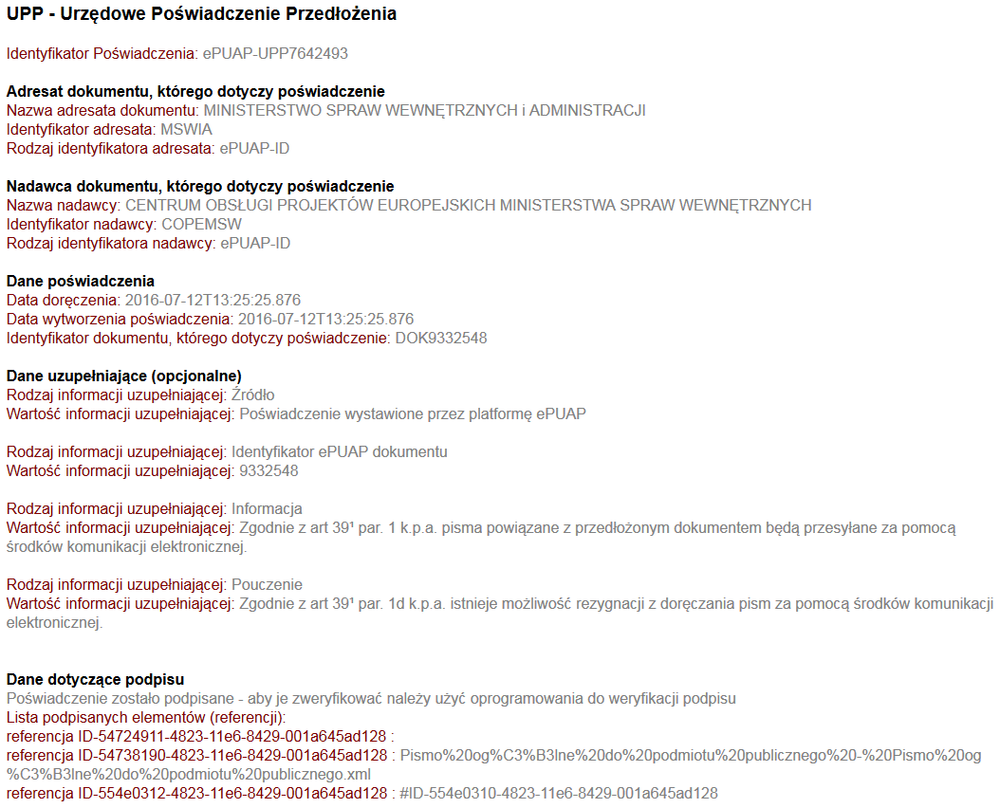 UPP - Urzędowe Poświadczenie Przedłożenia
Identyfikator Poświadczenia: ePUAP-UPP7642493
Adresat dokumentu, którego dotyczy poświadczenie
Nazwa adresata dokumentu: MINISTERSTWO SPRAW WEWNĘTRZNYCH i ADMINISTRACJI
Identyfikator adresata: MSWIA
Rodzaj identyfikatora adresata: ePUAP-ID
Nadawca dokumentu, którego dotyczy poświadczenie
Nazwa nadawcy: CENTRUM OBSŁUGI PROJEKTÓW EUROPEJSKICH MINISTERSTWA SPRAW WEWNĘTRZNYCH
Identyfikator nadawcy: COPEMSW
Rodzaj identyfikatora nadawcy: ePUAP-ID
Dane poświadczenia
Data doręczenia: 2016-07-12T13:25:25.876
Data wytworzenia poświadczenia: 2016-07-12T13:25:25.876
Identyfikator dokumentu, którego dotyczy poświadczenie: DOK9332548
Dane uzupełniające (opcjonalne)
Rodzaj informacji uzupełniającej: Źródło
Wartość informacji uzupełniającej: Poświadczenie wystawione przez platformę ePUAP
Rodzaj informacji uzupełniającej: Identyfikator ePUAP dokumentu
Wartość informacji uzupełniającej: 9332548
Rodzaj informacji uzupełniającej: Informacja
Wartość informacji uzupełniającej: Zgodnie z art 39¹ par. 1 k.p.a. pisma powiązane z przedłożonym dokumentem będą przesyłane za pomocą
środków komunikacji elektronicznej.
Rodzaj informacji uzupełniającej: Pouczenie
Wartość informacji uzupełniającej: Zgodnie z art 39¹ par. 1d k.p.a. istnieje możliwość rezygnacji z doręczania pism za pomocą środków komunikacji
elektronicznej.
Dane dotyczące podpisu
Poświadczenie zostało podpisane - aby je zweryfikować należy użyć oprogramowania do weryfikacji podpisu
Lista podpisanych elementów (referencji):
referencja ID-54724911-4823-11e6-8429-001a645ad128 :
referencja ID-54738190-4823-11e6-8429-001a645ad128 : Pismo%20og%C3%B3lne%20do%20podmiotu%20publicznego%20-%20Pismo%20og
%C3%B3lne%20do%20podmiotu%20publicznego.xml
referencja ID-554e0312-4823-11e6-8429-001a645ad128 : #ID-554e0310-4823-11e6-8429-001a645ad128